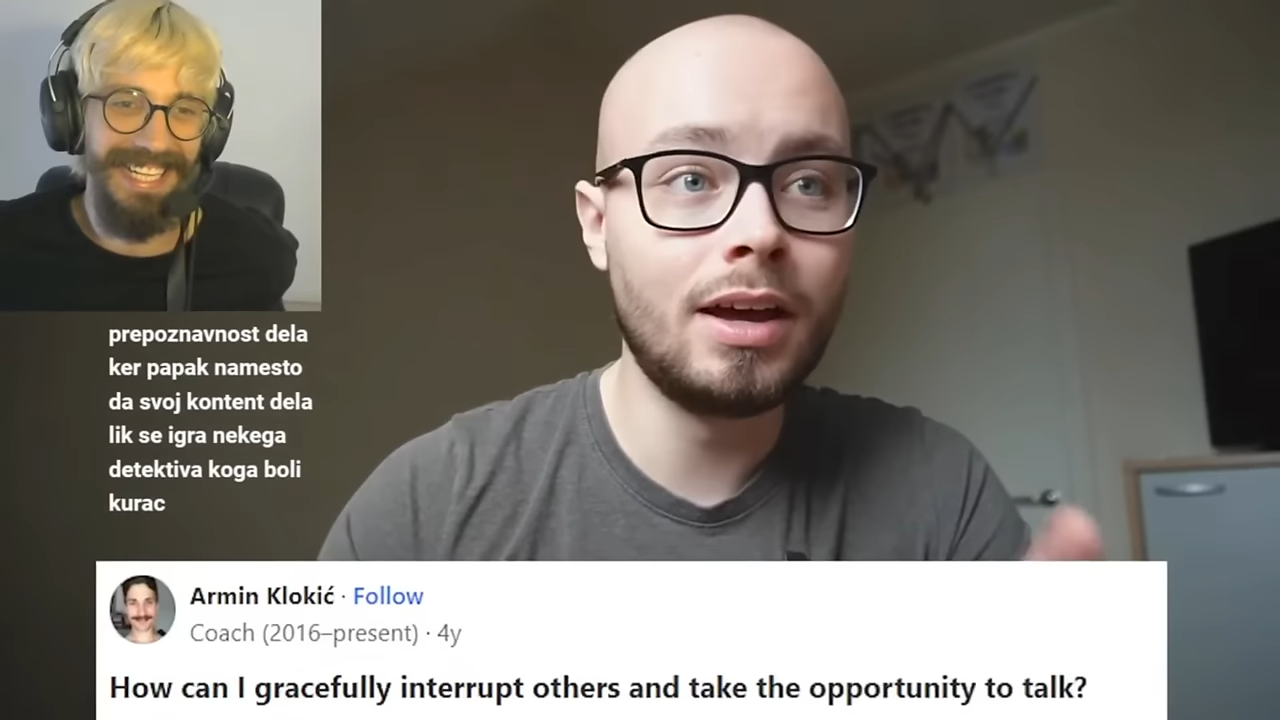 prepoznavnost dela
ker papak namesto
da svoj kontent dela
lik se igra nekega
detektiva koga boli
kurac
Armin Klokić · Follow
Coach (2016–present) · 4y
How can I gracefully interrupt others and take the opportunity to talk?